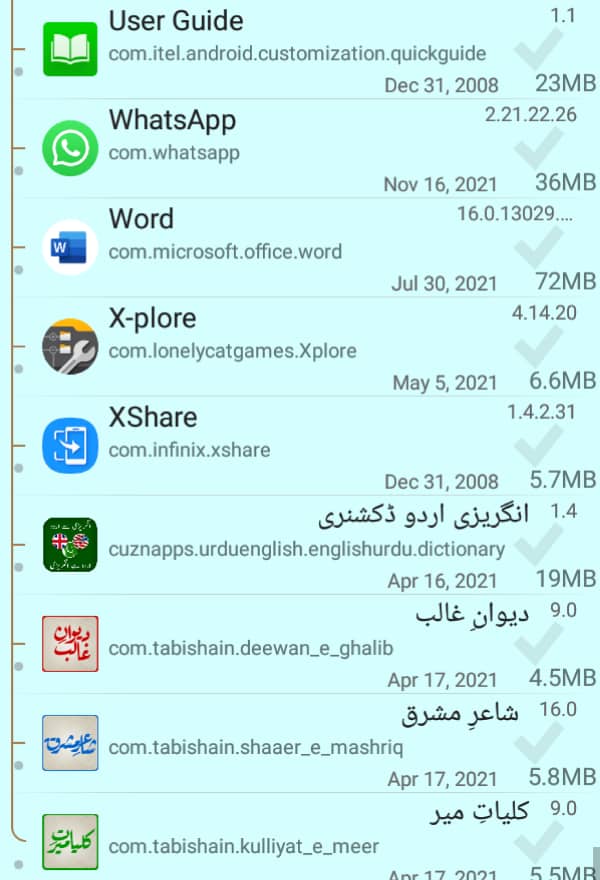 User Guide
1.1
com.itel.android.customization.quickguide
Dec 31, 2008
23MB
WhatsApp
2.21.22.26
com.whatsapp
Nov 16, 2021
36MB
Word
16.0.13029....
W
com.microsoft.office.word
Jul 30, 2021
72MB
X-plore
4.14.20
com.lonelycatgames.Xplore
May 5, 2021
6.6MB
XShare
1.4.2.31
com.infinix.xshare
Dec 31, 2008
5.7MB
انگریزی اردو ڈکشنری
1.4
cuznapps.urduenglish.englishurdu.dictionary
Apr 16, 2021
19MB
دیوانِ غالب
9.0
دیوانِ
غالب
com.tabishain.deewan_e_ghalib
Apr 17, 2021
4.5MB
شاعرِ مشرق
16.0
شاعرِ مشرق
com.tabishain.shaaer_e_mashriq
Apr 17, 2021
5.8MB
کلیاتِ میر
9.0
کلیاتِ میر
com.tabishain.kulliyat_e_meer
Apr 17, 2021
5.5MB